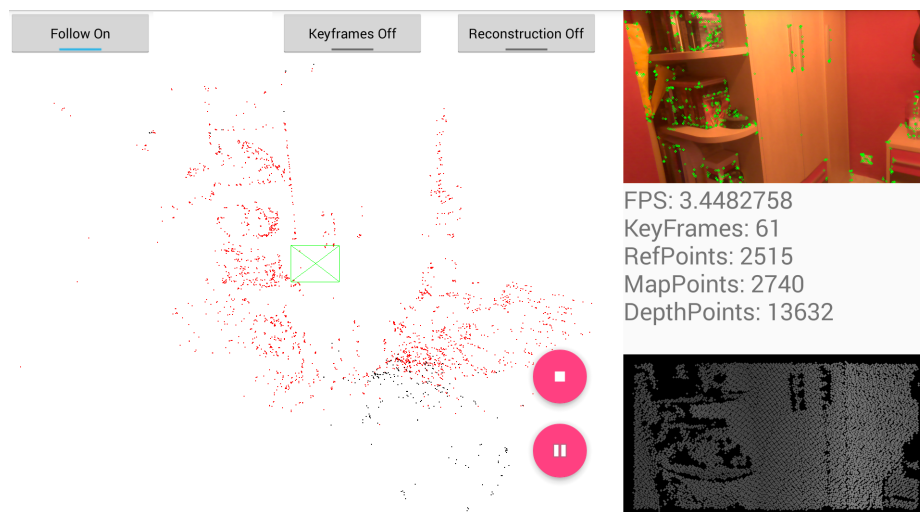 Follow On
Keyframes Off
Reconstruction Off
FPS: 3.4482758
KeyFrames: 61
RefPoints: 2515
MapPoints: 2740
DepthPoints: 13632